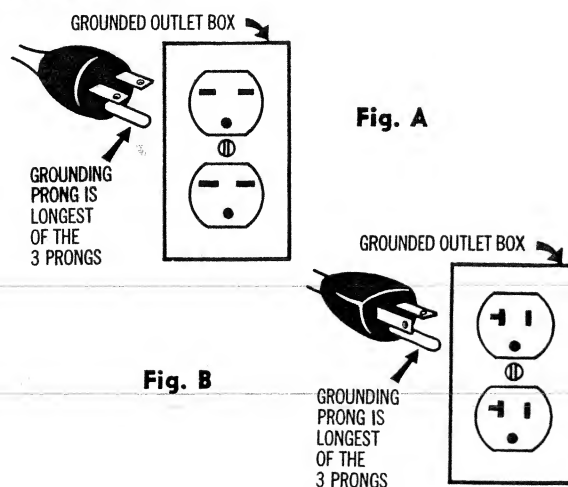 GROUNDED OUTLET BOX
Fig. A
GROUNDING
PRONG IS
LONGEST
OF THE
3 PRONGS
GROUNDED OUTLET BOX
Fig. B
GROUNDING
PRONG IS
LONGEST
OF THE
3 PRONGS